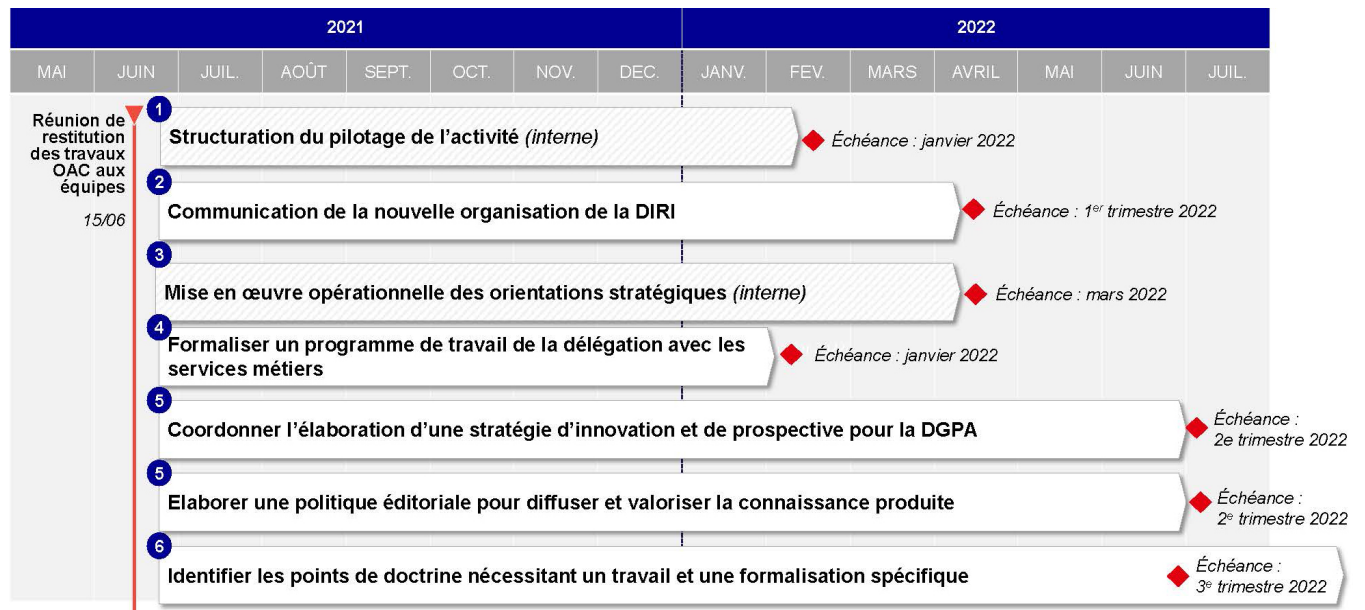 2021
2022
MAI JUIN JUIL. AOÛT SEPT. OCT. NOV. DEC. JANV. FEV. MARS AVRIL MAI JUIN JUIL.
Réunion de
restitution
des travaux
OAC aux
équipes
15/06
1
Structuration du pilotage de l’activité (interne)
Échéance : janvier 2022
2
Communication de la nouvelle organisation de la DIRI
Échéance : 1er trimestre 2022
3
Mise en œuvre opérationnelle des orientations stratégiques (interne)
Échéance : mars 2022
4
Formaliser un programme de travail de la délégation avec les
services métiers
Échéance : janvier 2022
5
Coordonner l’élaboration d’une stratégie d’innovation et de prospective pour la DGPA
Échéance :
2e trimestre 2022
5
Elaborer une politique éditoriale pour diffuser et valoriser la connaissance produite
Échéance :
2e trimestre 2022
6
Identifier les points de doctrine nécessitant un travail et une formalisation spécifique
Échéance :
3e trimestre 2022